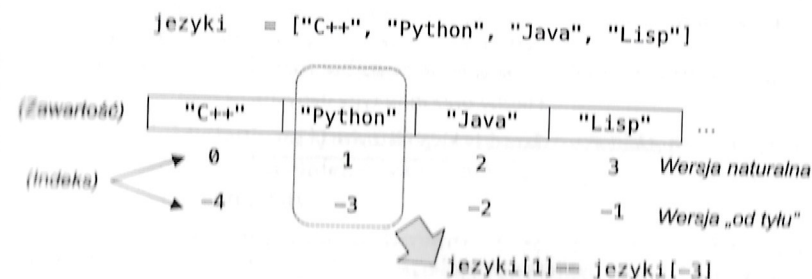 jezyki = ["C++", "Python", "Java", "Lisp"]
(Zawartość) "C++" "Python" "Java" "Lisp" ...
0 1 2 3 Wersja naturalna
(Indeks)
-4 -3 -2 -1 Wersja „od tyłu”
jezyki[1]== jezyki[-3]